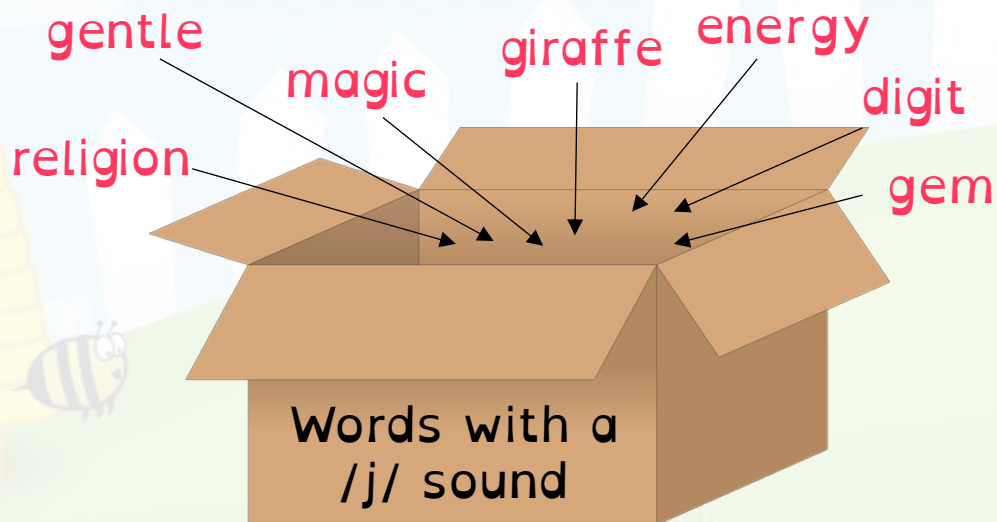 gentle
magic
giraffe
energy
digit
religion
gem
Words with a
/j/ sound